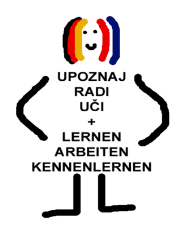 UPOZNAJ
RADI
UČI
+
LERNEN
ARBEITEN
KENNENLERNEN